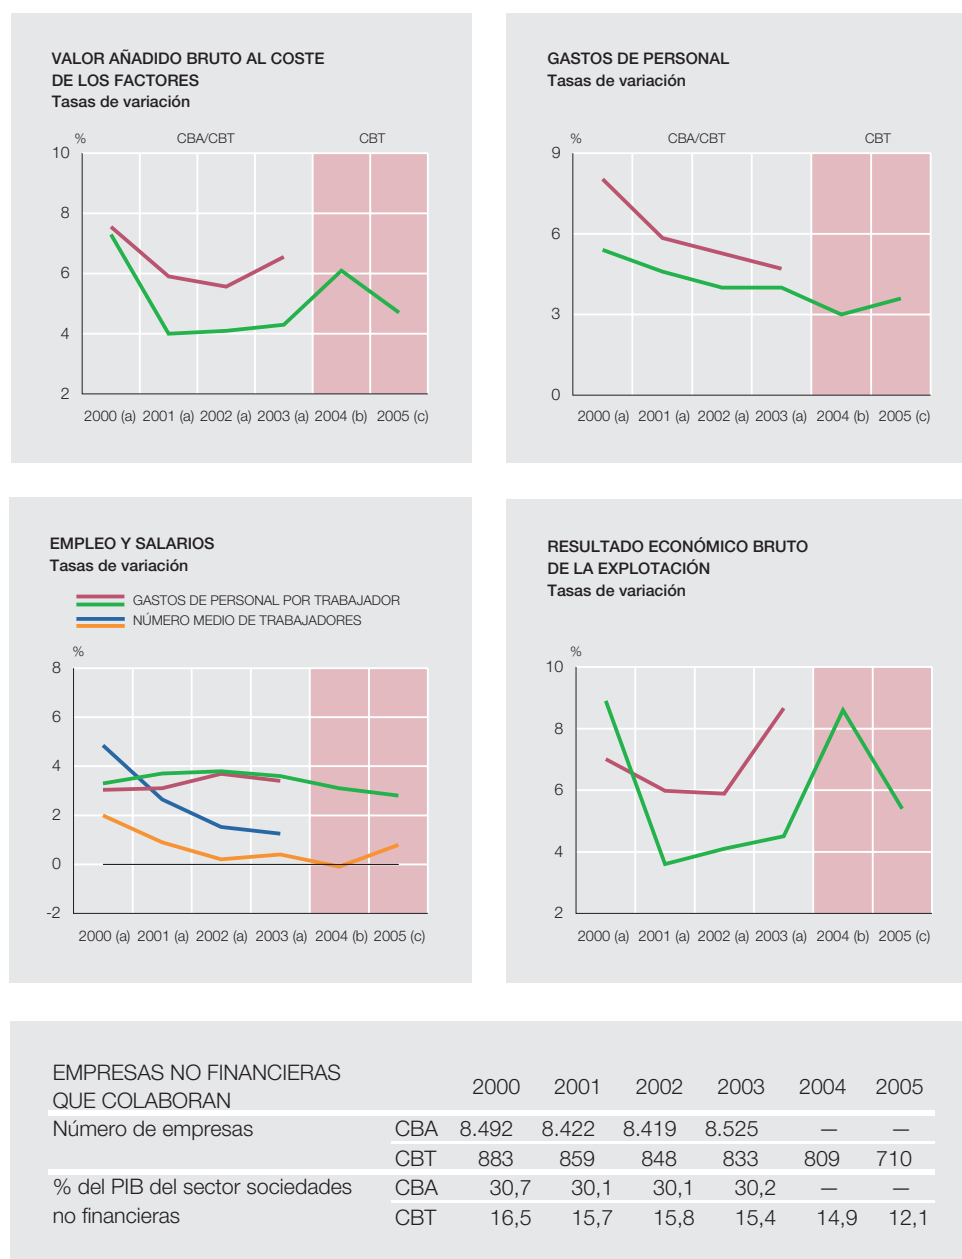 VALOR AÑADIDO BRUTO AL COSTE
DE LOS FACTORES
Tasas de variación
% CBA/CBT CBT
10
8
6
4
2
2000 (a) 2001 (a) 2002 (a) 2003 (a) 2004 (b) 2005 (c)
GASTOS DE PERSONAL
Tasas de variación
% CBA/CBT CBT
9
6
3
0
2000 (a) 2001 (a) 2002 (a) 2003 (a) 2004 (b) 2005 (c)
EMPLEO Y SALARIOS
Tasas de variación
GASTOS DE PERSONAL POR TRABAJADOR
NÚMERO MEDIO DE TRABAJADORES
%
8
6
4
2
0
-2
2000 (a) 2001 (a) 2002 (a) 2003 (a) 2004 (b) 2005 (c)
RESULTADO ECONÓMICO BRUTO
DE LA EXPLOTACIÓN
Tasas de variación
%
10
8
6
4
2
2000 (a) 2001 (a) 2002 (a) 2003 (a) 2004 (b) 2005 (c)
EMPRESAS NO FINANCIERAS
QUE COLABORAN 2000 2001 2002 2003 2004 2005
Número de empresas CBA 8.492 8.422 8.419 8.525 — —
CBT 883 859 848 833 809 710
% del PIB del sector sociedades CBA 30,7 30,1 30,1 30,2 — —
no financieras CBT 16,5 15,7 15,8 15,4 14,9 12,1